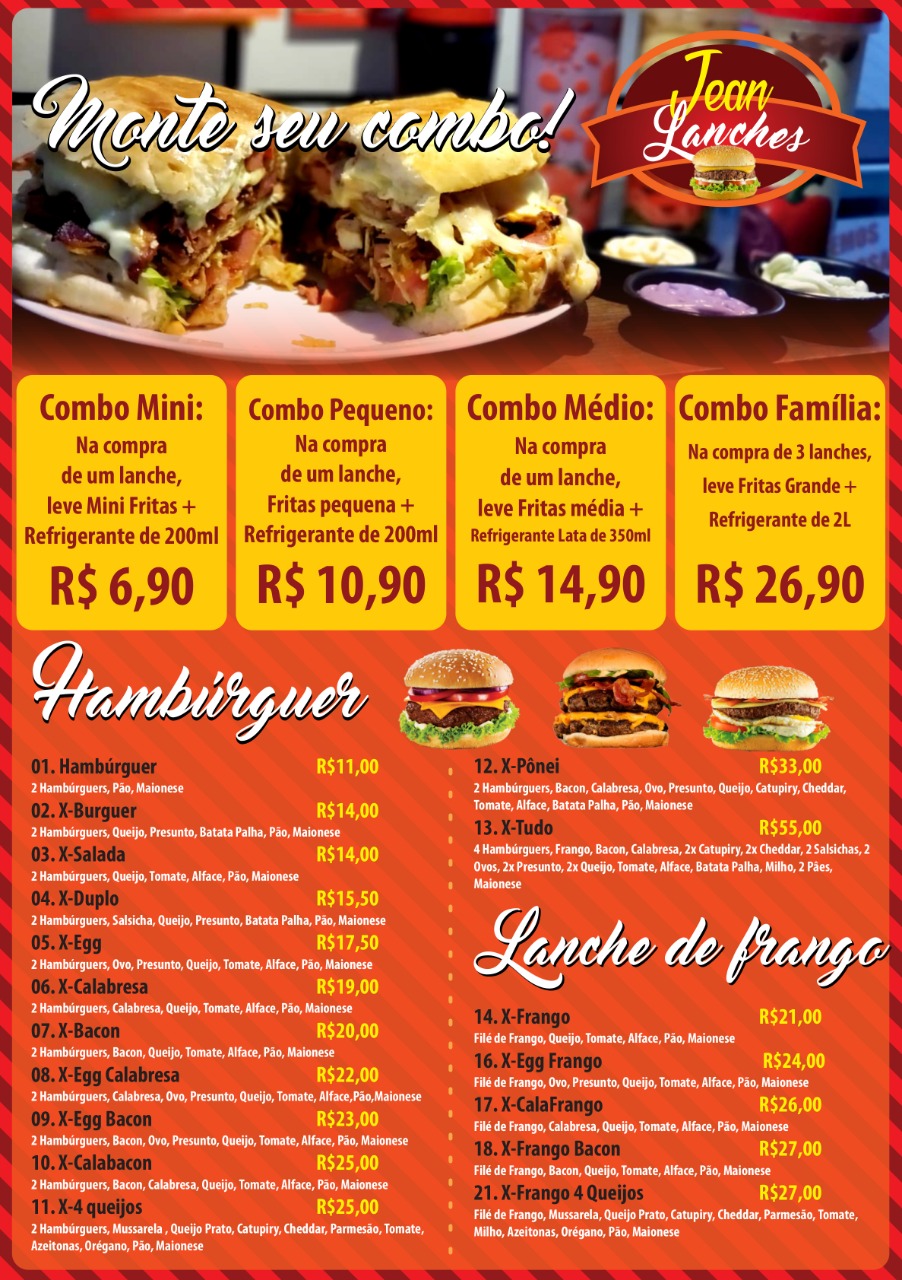 Monte seu combo!
Jean
Lanches
Combo Mini:
Na compra
de um lanche,
leve Mini Fritas +
Refrigerante de 200ml
R$ 6,90
Combo Pequeno:
Na compra
de um lanche,
Fritas pequena +
Refrigerante de 200ml
R$ 10,90
Combo Médio:
Na compra
de um lanche,
leve Fritas média +
Refrigerante Lata de 350ml
R$ 14,90
Combo Família:
Na compra de 3 lanches,
leve Fritas Grande +
Refrigerante de 2L
R$ 26,90
Hambúrguer
01. Hambúrguer R$11,00
2 Hambúrguers, Pão, Maionese
02. X-Burguer R$14,00
2 Hambúrguers, Queijo, Presunto, Batata Palha, Pão, Maionese
03. X-Salada R$14,00
2 Hambúrguers, Queijo, Tomate, Alface, Pão, Maionese
04. X-Duplo R$15,50
2 Hambúrguers, Salsicha, Queijo, Presunto, Batata Palha, Pão, Maionese
05. X-Egg R$17,50
2 Hambúrguers, Ovo, Presunto, Queijo, Tomate, Alface, Pão, Maionese
06. X-Calabresa R$19,00
2 Hambúrguers, Calabresa, Queijo, Tomate, Alface, Pão, Maionese
07. X-Bacon R$20,00
2 Hambúrguers, Bacon, Queijo, Tomate, Alface, Pão, Maionese
08. X-Egg Calabresa R$22,00
2 Hambúrguers, Calabresa, Ovo, Presunto, Queijo, Tomate, Alface,Pão,Maionese
09. X-Egg Bacon R$23,00
2 Hambúrguers, Bacon, Ovo, Presunto, Queijo, Tomate, Alface, Pão, Maionese
10. X-Calabacon R$25,00
2 Hambúrguers, Bacon, Calabresa, Queijo, Tomate, Alface, Pão, Maionese
11. X-4 queijos R$25,00
2 Hambúrguers, Mussarela , Queijo Prato, Catupiry, Cheddar, Parmesão, Tomate,
Azeitonas, Orégano, Pão, Maionese
12. X-Pônei R$33,00
2 Hambúrguers, Bacon, Calabresa, Ovo, Presunto, Queijo, Catupiry, Cheddar,
Tomate, Alface, Batata Palha, Pão, Maionese
13. X-Tudo R$55,00
4 Hambúrguers, Frango, Bacon, Calabresa, 2x Catupiry, 2x Cheddar, 2 Salsichas, 2
Ovos, 2x Presunto, 2x Queijo, Tomate, Alface, Batata Palha, Milho, 2 Pães,
Maionese
Lanche de frango
14. X-Frango R$21,00
Filé de Frango, Queijo, Tomate, Alface, Pão, Maionese
16. X-Egg Frango R$24,00
Filé de Frango, Ovo, Presunto, Queijo, Tomate, Alface, Pão, Maionese
17. X-CalaFrango R$26,00
Filé de Frango, Calabresa, Queijo, Tomate, Alface, Pão, Maionese
18. X-Frango Bacon R$27,00
Filé de Frango, Bacon, Queijo, Tomate, Alface, Pão, Maionese
21. X-Frango 4 Queijos R$27,00
Filé de Frango, Mussarela, Queijo Prato, Catupiry, Cheddar, Parmesão, Tomate,
Milho, Azeitonas, Orégano, Pão, Maionese